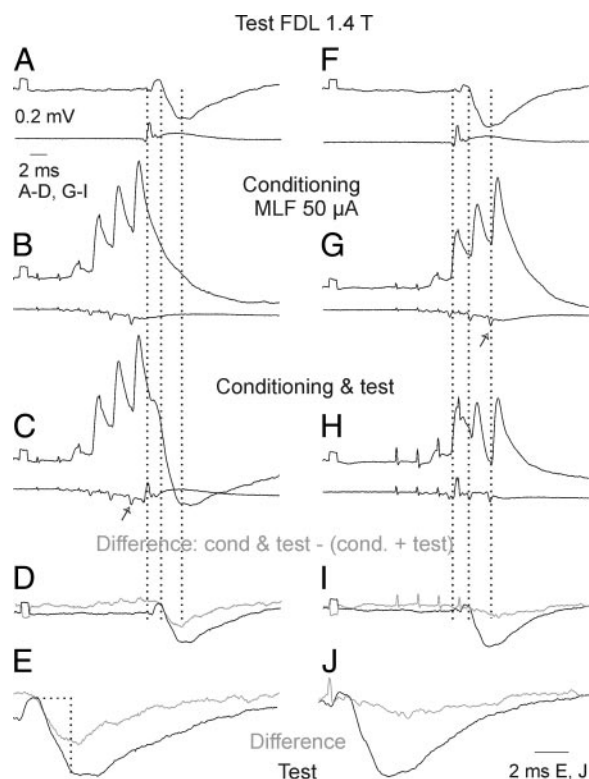 Test FDL 1.4 T
A
F
0.2 mV
2 ms
A-D, G-I
Conditioning
MLF 50 µA
B
G
Conditioning & test
C
H
Difference: cond & test - (cond. + test)
D
I
E
J
Difference
Test
2 ms E, J